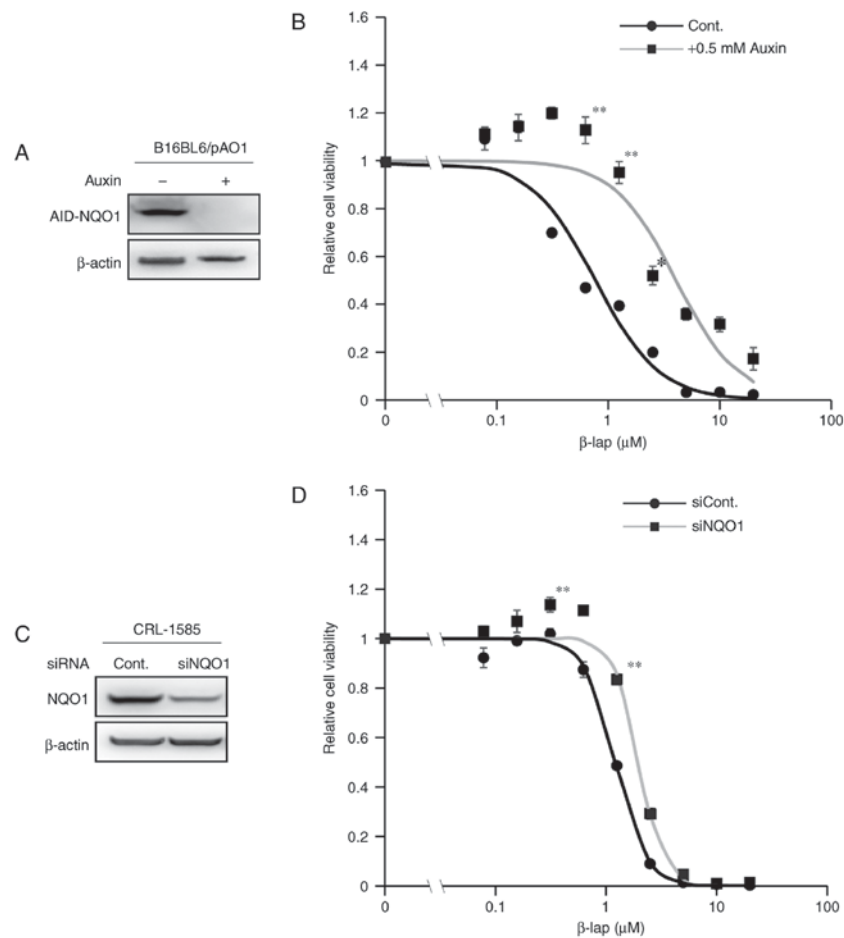 A
B16BL6/pAO1
Auxin − +
AID-NQO1
β-actin
B
Cont.
+0.5 mM Auxin
Relative cell viability
1.6
1.4
1.2
1
0.8
0.6
0.4
0.2
0
**
**
*
0 0.1 1 10 100
β-lap (μM)
C
CRL-1585
siRNA Cont. siNQO1
NQO1
β-actin
D
siCont.
siNQO1
Relative cell viability
1.6
1.4
1.2
1
0.8
0.6
0.4
0.2
0
**
**
0 0.1 1 10 100
β-lap (μM)